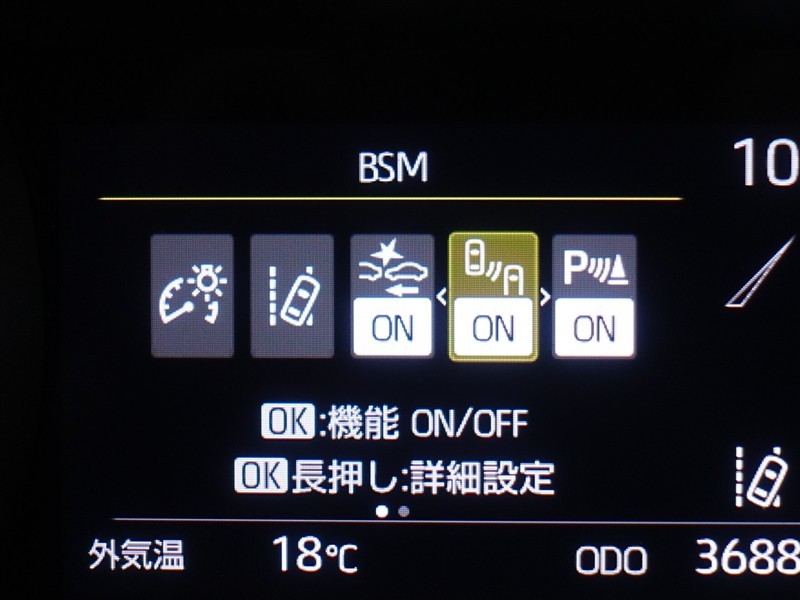 BSM
10
P
ON ON ON
OK:機能 ON/OFF
OK長押し:詳細設定
外気温 18℃ ODO 3688